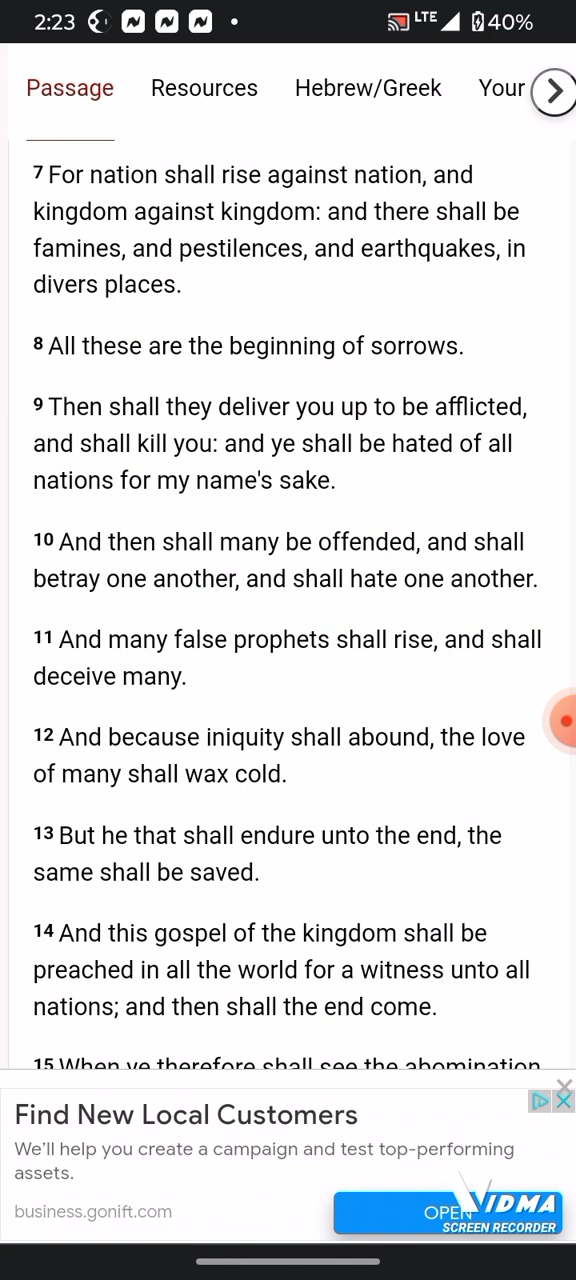 2:23 LTE 40%
Passage Resources Hebrew/Greek Your
7 For nation shall rise against nation, and
kingdom against kingdom: and there shall be
famines, and pestilences, and earthquakes, in
divers places.
8 All these are the beginning of sorrows.
9 Then shall they deliver you up to be afflicted,
and shall kill you: and ye shall be hated of all
nations for my name's sake.
10 And then shall many be offended, and shall
betray one another, and shall hate one another.
11 And many false prophets shall rise, and shall
deceive many.
12 And because iniquity shall abound, the love
of many shall wax cold.
13 But he that shall endure unto the end, the
same shall be saved.
14 And this gospel of the kingdom shall be
preached in all the world for a witness unto all
nations; and then shall the end come.
15 When ye therefore shall see the abomination
Find New Local Customers
We'll help you create a campaign and test top-performing
assets.
business.gonift.com
OPEN
VIDMA
SCREEN RECORDER